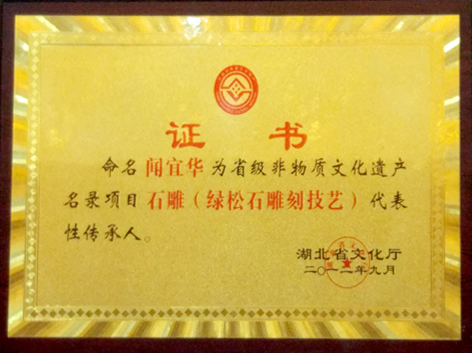 证书
命名闻宜华为省级非物质文化遗产
名录项目石雕（绿松石雕刻技艺）代表
性传承人。
湖北省文化厅
二〇一二年九月